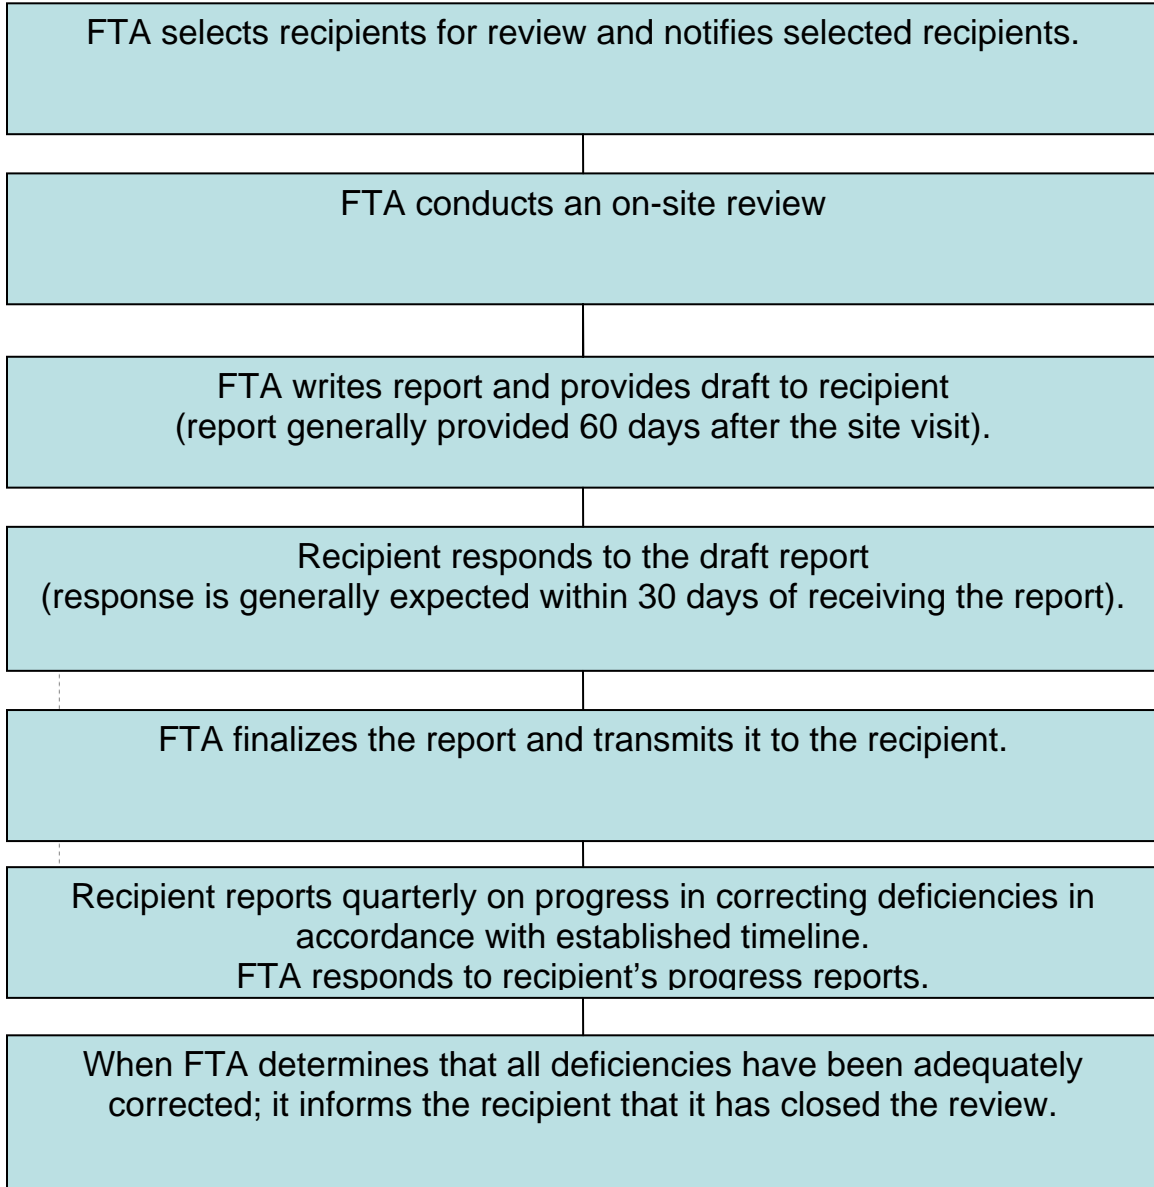 FTA selects recipients for review and notifies selected recipients.
FTA conducts an on-site review
FTA writes report and provides draft to recipient
(report generally provided 60 days after the site visit).
Recipient responds to the draft report
(response is generally expected within 30 days of receiving the report).
FTA finalizes the report and transmits it to the recipient.
Recipient reports quarterly on progress in correcting deficiencies in
accordance with established timeline.
FTA responds to recipient’s progress reports.
When FTA determines that all deficiencies have been adequately
corrected; it informs the recipient that it has closed the review.